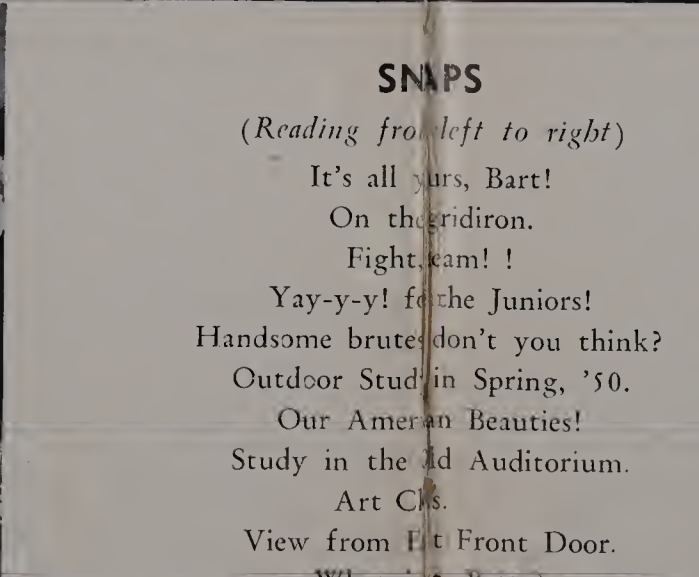 SNAPS
(Reading from left to right)
It's all yours, Bart!
On the gridiron.
Fight, team! !
Yay-y-y! for the Juniors!
Handsome brutes don't you think?
Outdoor Study in Spring, '50.
Our American Beauties!
Study in the Old Auditorium.
Art Class.
View from Front Door.